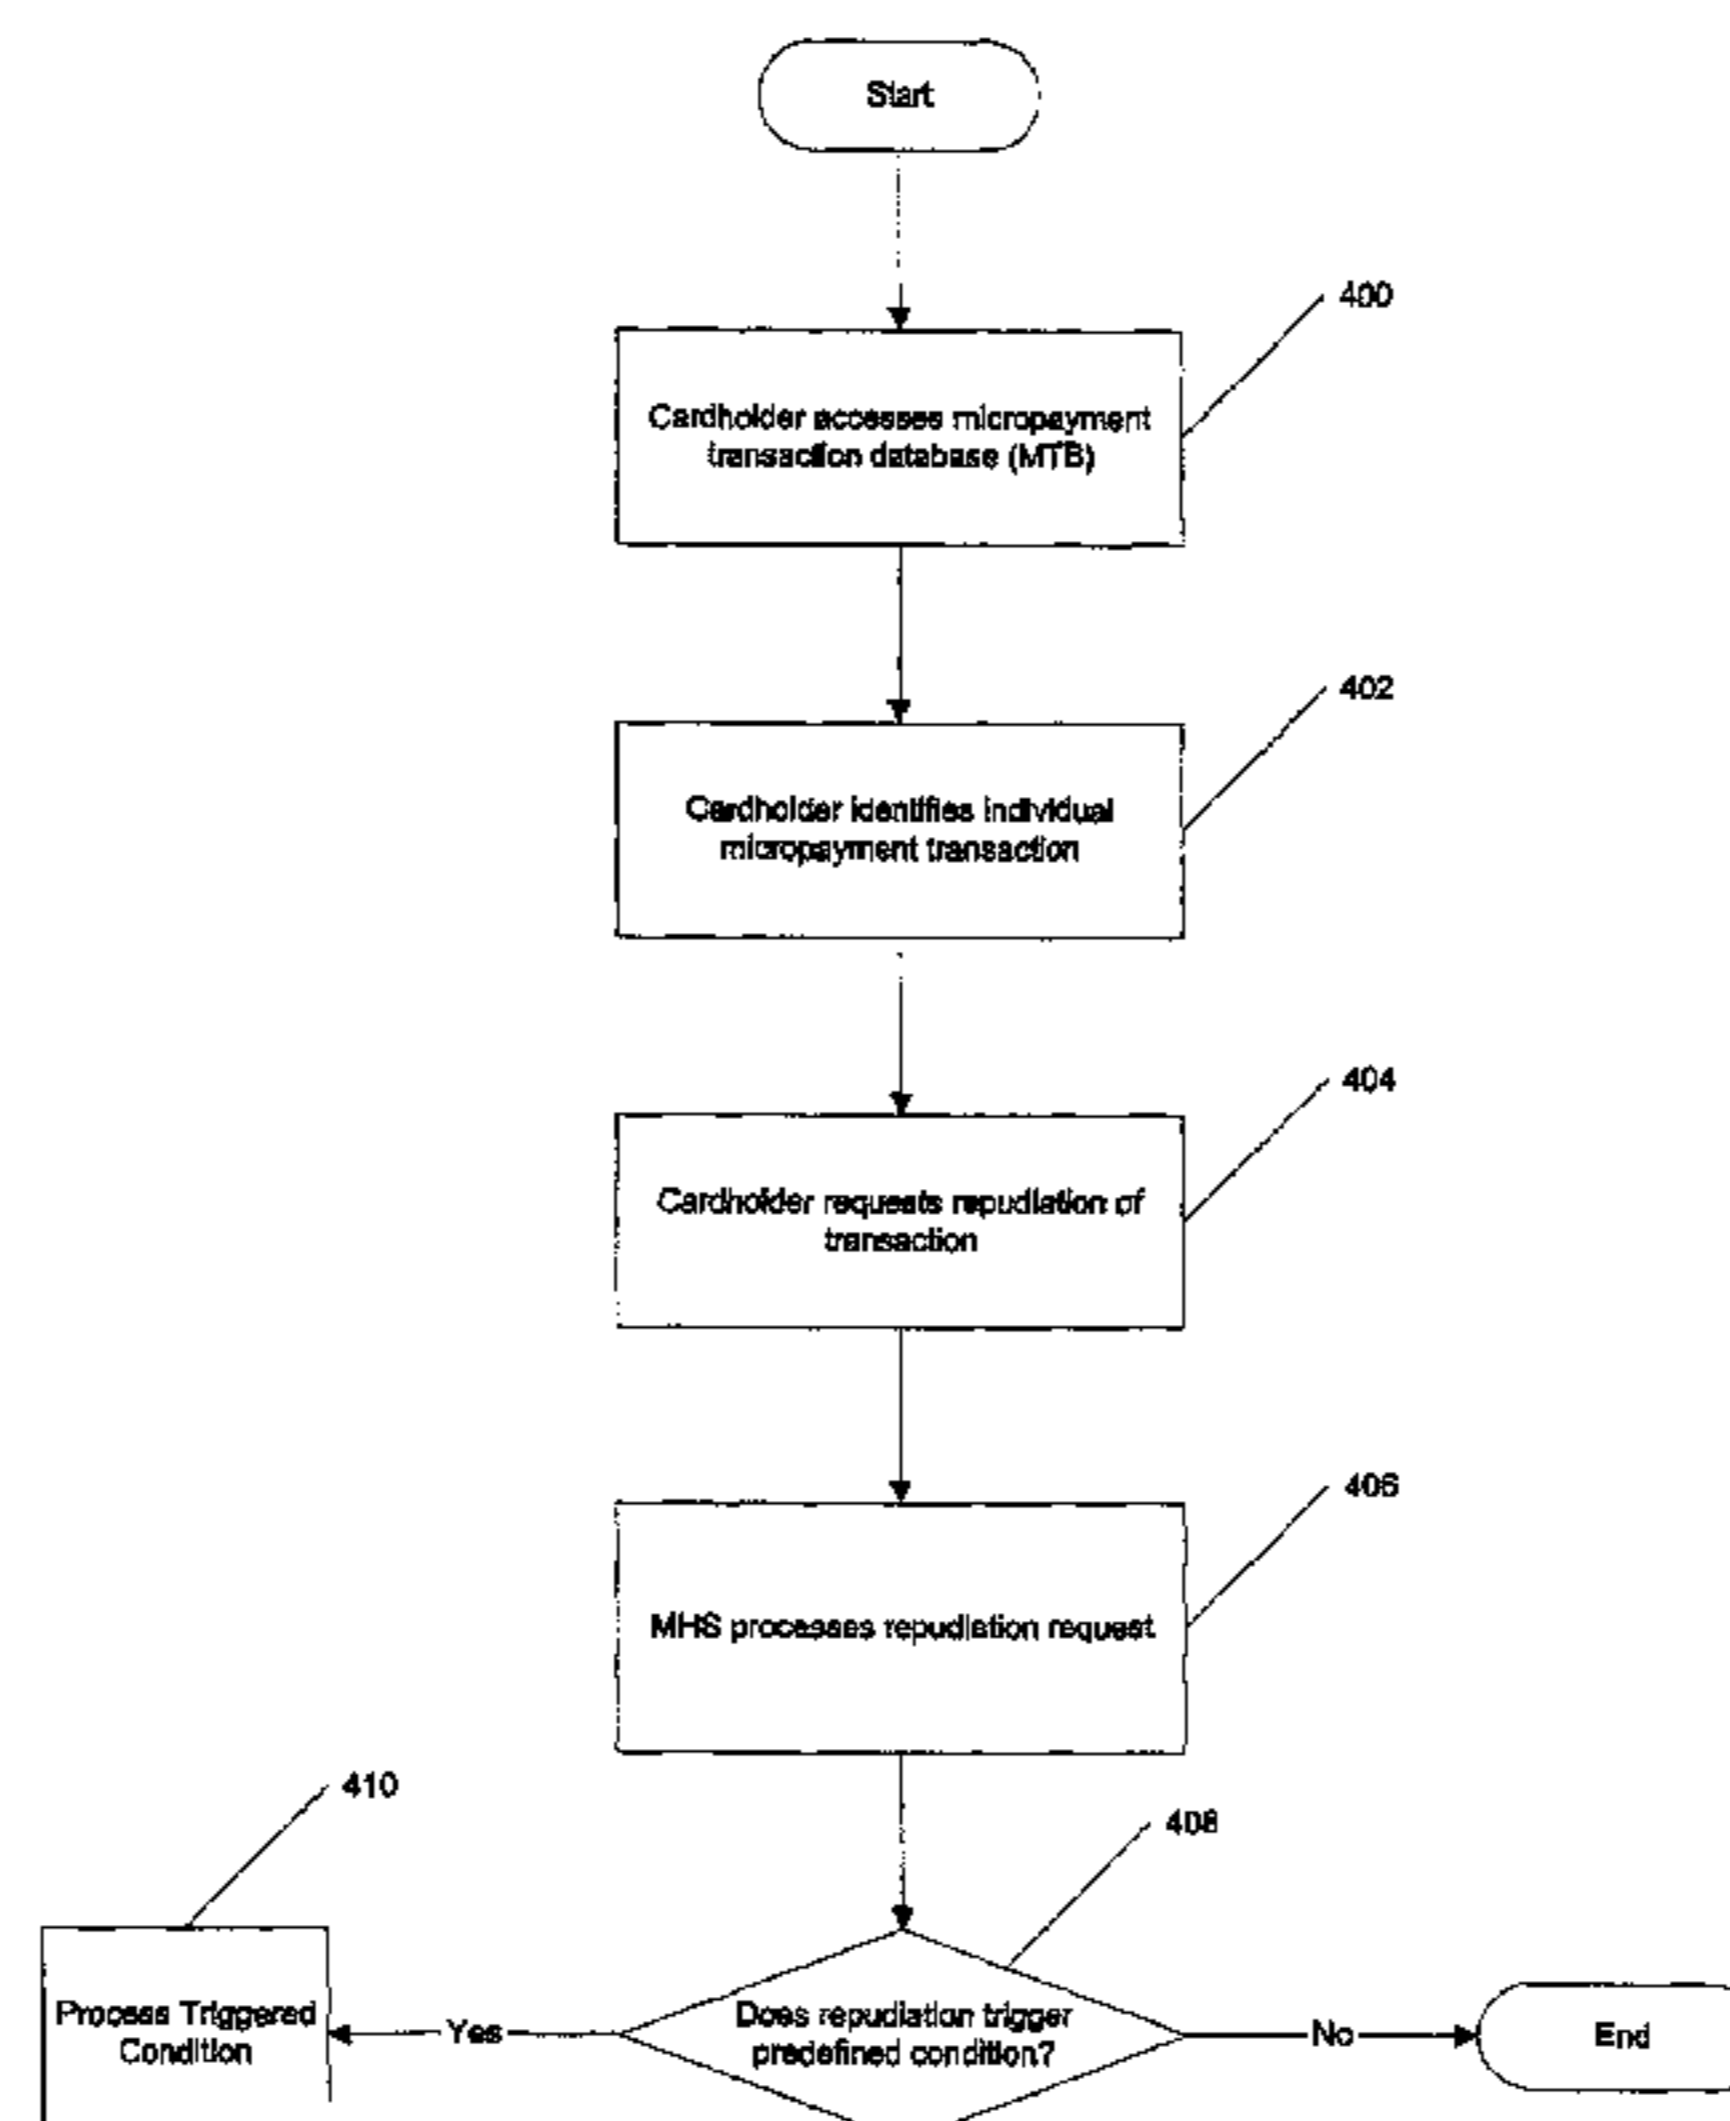 Start
400
Cardholder accesses micropayment
transaction database (MTB)
402
Cardholder identifies individual
micropayment transaction
404
Cardholder requests repudiation of
transaction
406
MHS processes repudiation request
410
408
Process Triggered
Condition
Yes
Does repudiation trigger
predefined condition?
No
End